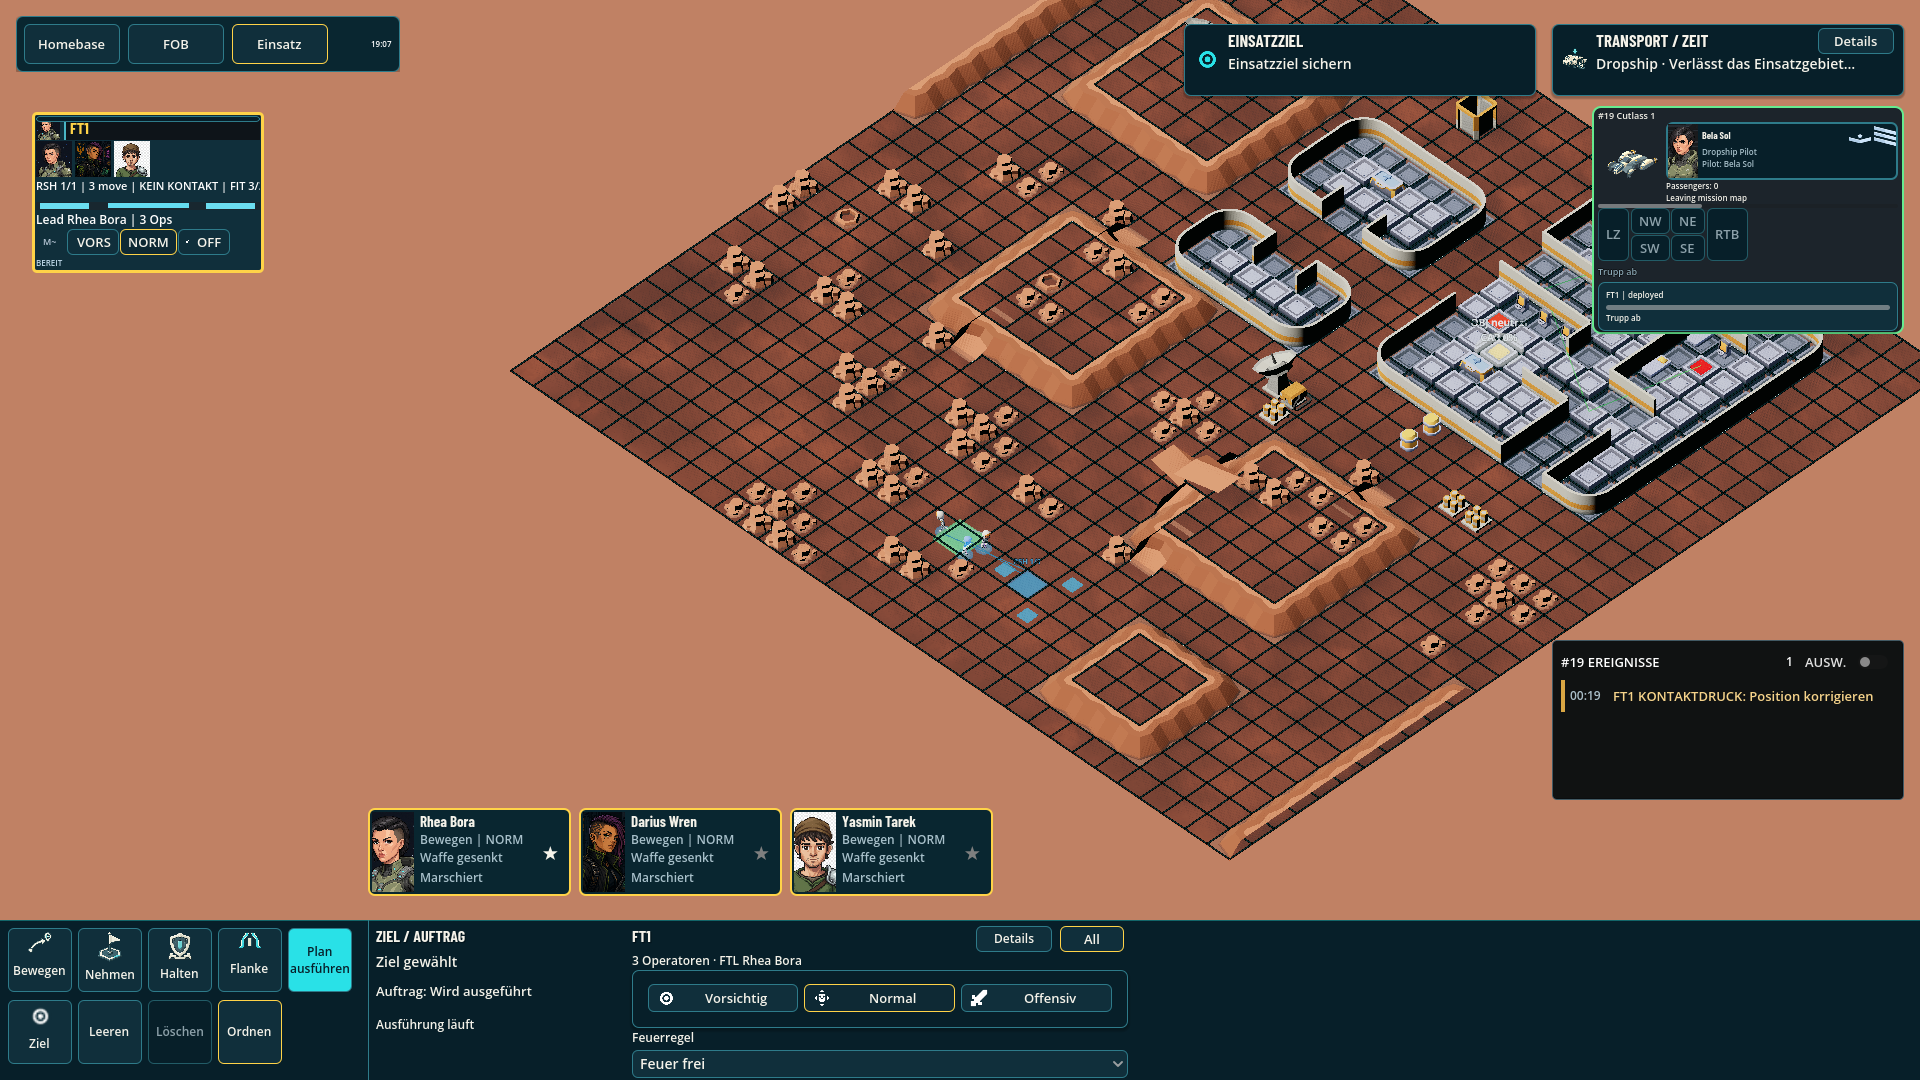 Homebase
FOB
Einsatz
19:07
EINSATZZIEL
Einsatzziel sichern
TRANSPORT / ZEIT
Details
Dropship · Verlässt das Einsatzgebiet...
FT1
RSH 1/1 | 3 move | KEIN KONTAKT | FIT 3/
Lead Rhea Bora | 3 Ops
M~
VORS
NORM
OFF
BEREIT
#19 Cutlass 1
Bela Sol
Dropship Pilot
Pilot: Bela Sol
Passengers: 0
Leaving mission map
LZ
NW
NE
SW
SE
RTB
Trupp ab
FT1 | deployed
Trupp ab
#19 EREIGNISSE
1
AUSW.
00:19
FT1 KONTAKTDRUCK: Position korrigieren
Rhea Bora
Bewegen | NORM
Waffe gesenkt
Marschiert
Darius Wren
Bewegen | NORM
Waffe gesenkt
Marschiert
Yasmin Tarek
Bewegen | NORM
Waffe gesenkt
Marschiert
Bewegen
Nehmen
Halten
Flanke
Plan
ausführen
Ziel
Leeren
Löschen
Ordnen
ZIEL / AUFTRAG
Ziel gewählt
Auftrag: Wird ausgeführt
Ausführung läuft
FT1
Details
All
3 Operatoren · FTL Rhea Bora
Vorsichtig
Normal
Offensiv
Feuerregel
Feuer frei